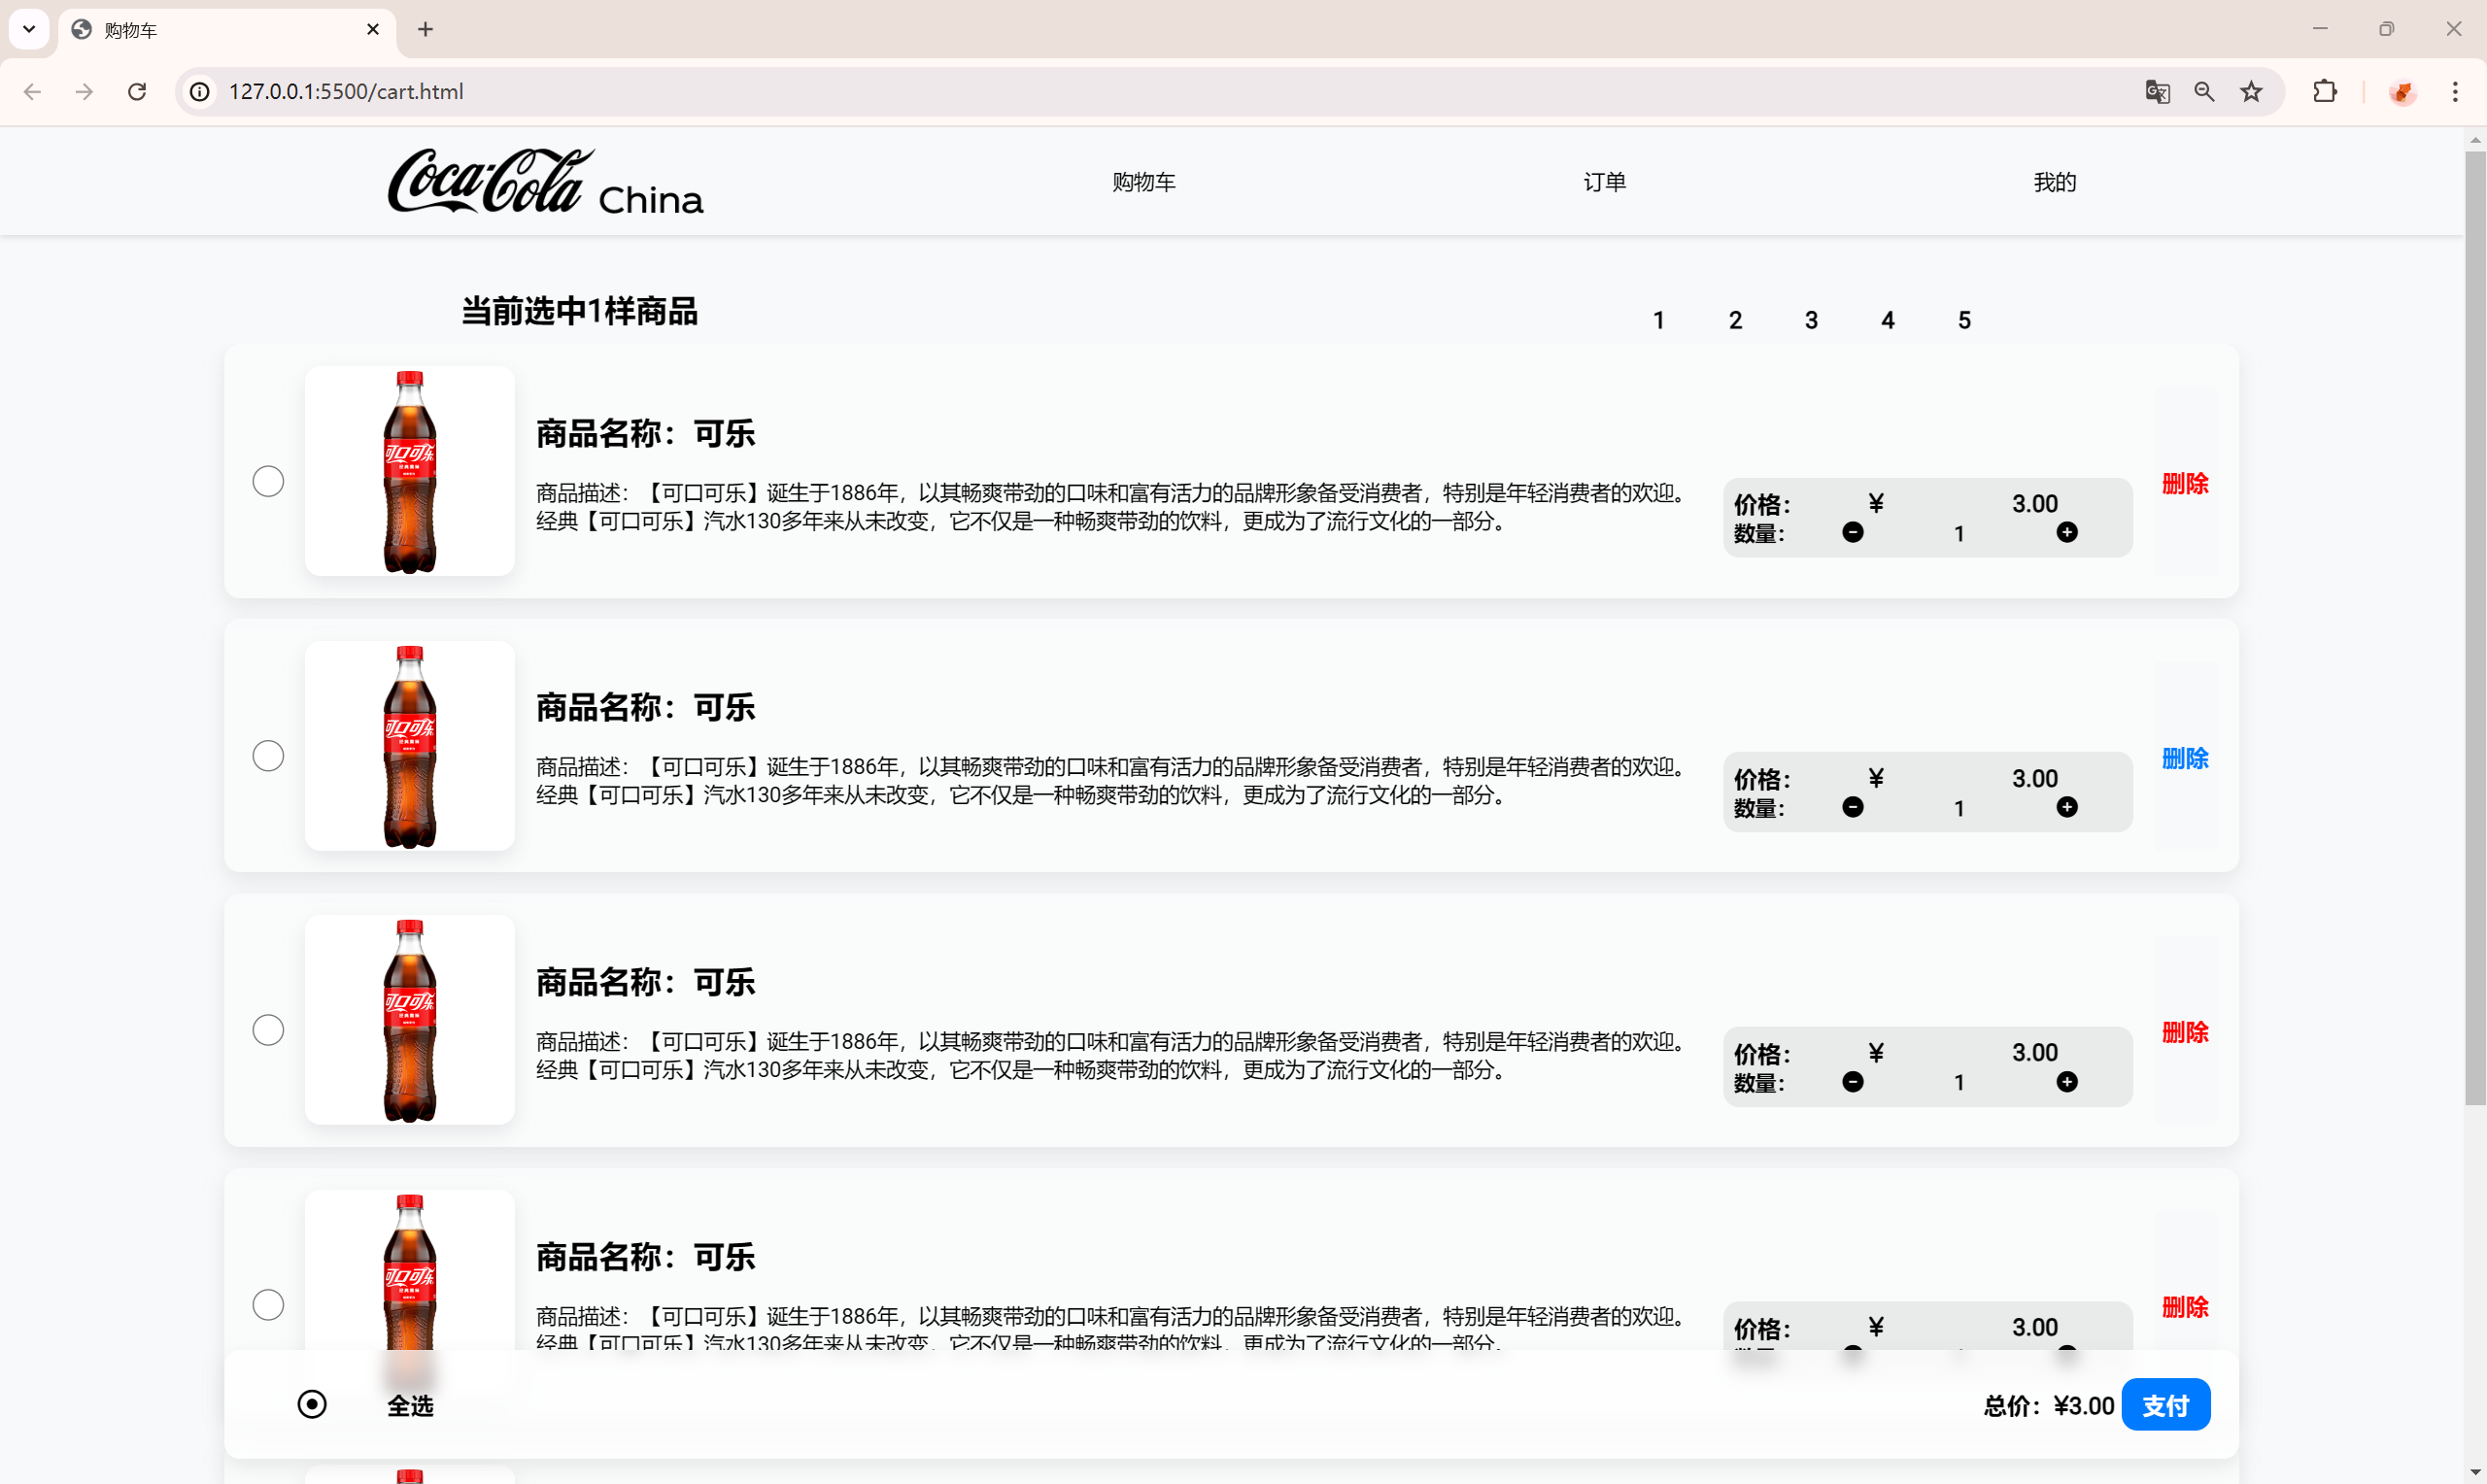 购物车
127.0.0.1:5500/cart.html
Coca-Cola China
购物车
订单
我的
当前选中1样商品
1 2 3 4 5
可口可乐
商品名称：可乐
商品描述：【可口可乐】诞生于1886年，以其畅爽带劲的口味和富有活力的品牌形象备受消费者，特别是年轻消费者的欢迎。
经典【可口可乐】汽水130多年来从未改变，它不仅是一种畅爽带劲的饮料，更成为了流行文化的一部分。
价格： ¥ 3.00
数量： 1
删除
可口可乐
商品名称：可乐
商品描述：【可口可乐】诞生于1886年，以其畅爽带劲的口味和富有活力的品牌形象备受消费者，特别是年轻消费者的欢迎。
经典【可口可乐】汽水130多年来从未改变，它不仅是一种畅爽带劲的饮料，更成为了流行文化的一部分。
价格： ¥ 3.00
数量： 1
删除
可口可乐
商品名称：可乐
商品描述：【可口可乐】诞生于1886年，以其畅爽带劲的口味和富有活力的品牌形象备受消费者，特别是年轻消费者的欢迎。
经典【可口可乐】汽水130多年来从未改变，它不仅是一种畅爽带劲的饮料，更成为了流行文化的一部分。
价格： ¥ 3.00
数量： 1
删除
可口可乐
商品名称：可乐
商品描述：【可口可乐】诞生于1886年，以其畅爽带劲的口味和富有活力的品牌形象备受消费者，特别是年轻消费者的欢迎。
经典【可口可乐】汽水130多年来从未改变，它不仅是一种畅爽带劲的饮料，更成为了流行文化的一部分。
价格： ¥ 3.00
删除
全选
总价：¥3.00
支付